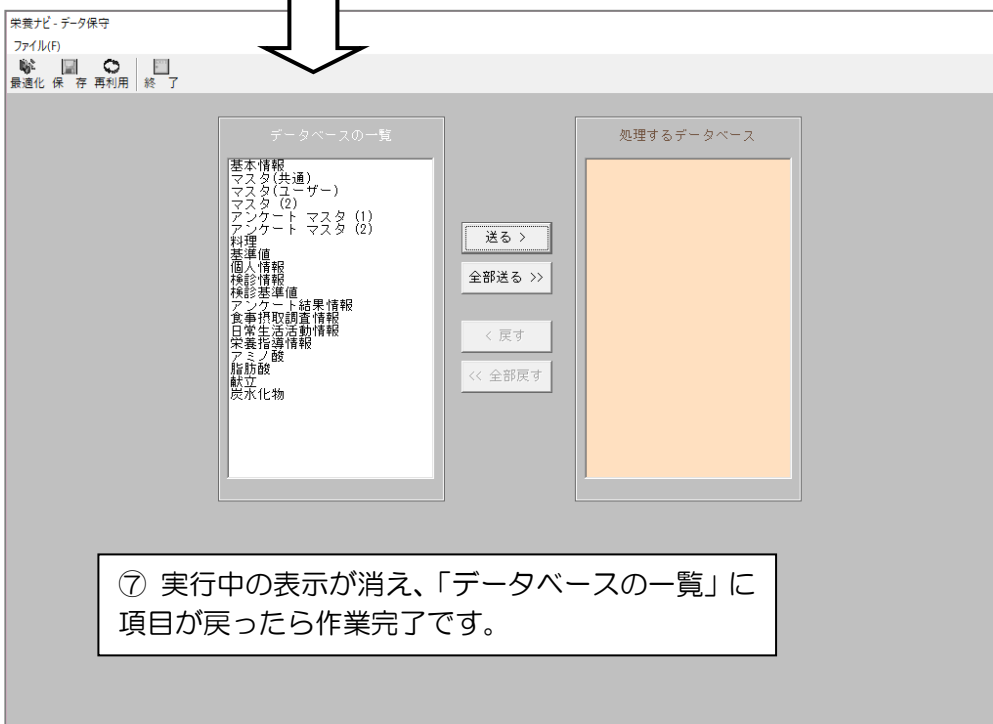 栄養ナビ - データ保守
ファイル(F)
最適化 保 存 再利用 終 了
データベースの一覧
基本情報
マスタ(共通)
マスタ(ユーザー)
マスタ (2)
アンケート マスタ (1)
アンケート マスタ (2)
料理
基準値
個人情報
検診情報
検診基準値
アンケート結果情報
食事摂取調査情報
日常生活活動情報
栄養指導情報
アミノ酸
脂肪酸
献立
炭水化物
送る >
全部送る >>
< 戻す
<< 全部戻す
処理するデータベース
⑦ 実行中の表示が消え、「データベースの一覧」に
項目が戻ったら作業完了です。